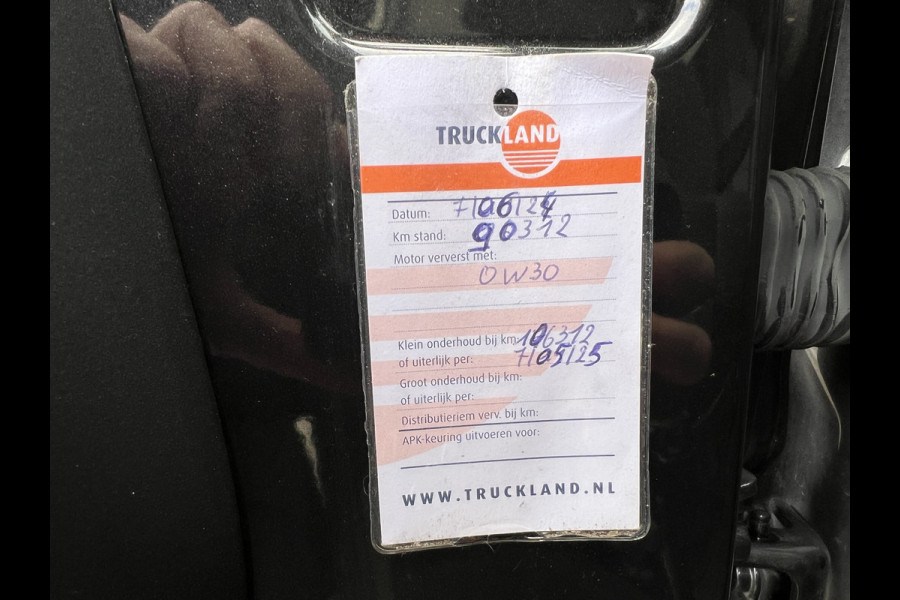 TRUCKLAND
Datum: 7/06/24
Km stand: 90312
Motor ververst met:
0W30
Klein onderhoud bij km: 106312
of uiterlijk per: 7/05/25
Groot onderhoud bij km:
of uiterlijk per:
Distributieriem verv. bij km:
APK-keuring uitvoeren voor:
WWW.TRUCKLAND.NL